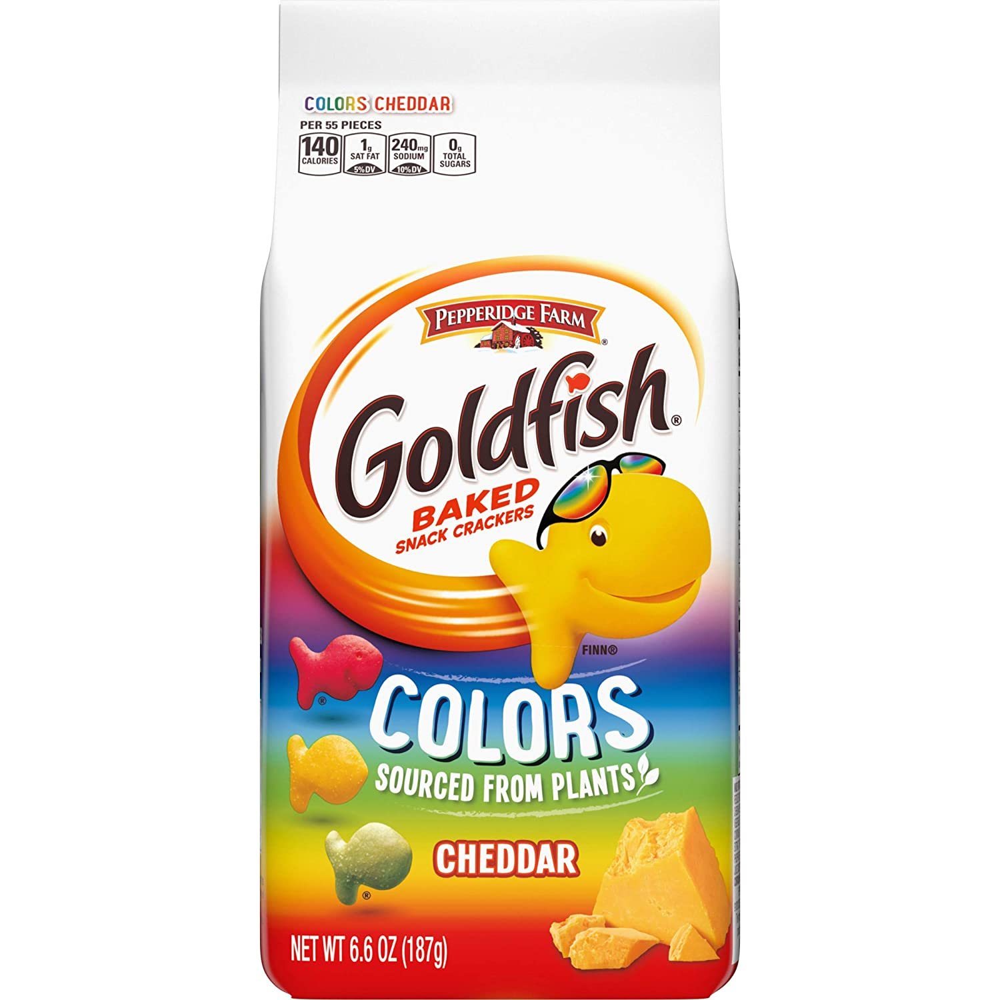 COLORS CHEDDAR
PER 55 PIECES
140 CALORIES
1g SAT FAT 5% DV
240mg SODIUM 10% DV
0g TOTAL SUGARS
PEPPERIDGE FARM®
Goldfish®
BAKED
SNACK CRACKERS
FINN®
®
COLORS
SOURCED FROM PLANTS
CHEDDAR
®
NET WT 6.6 OZ (187g)